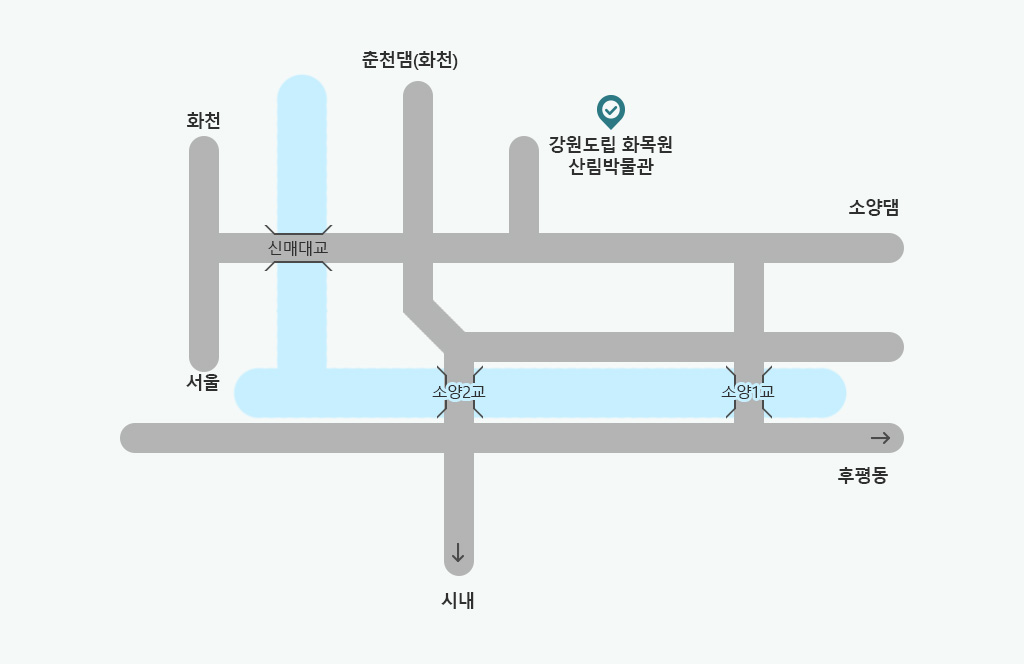 춘천댐(화천)
화천
강원도립 화목원
산림박물관
소양댐
신매대교
서울
소양2교
소양1교
후평동
시내